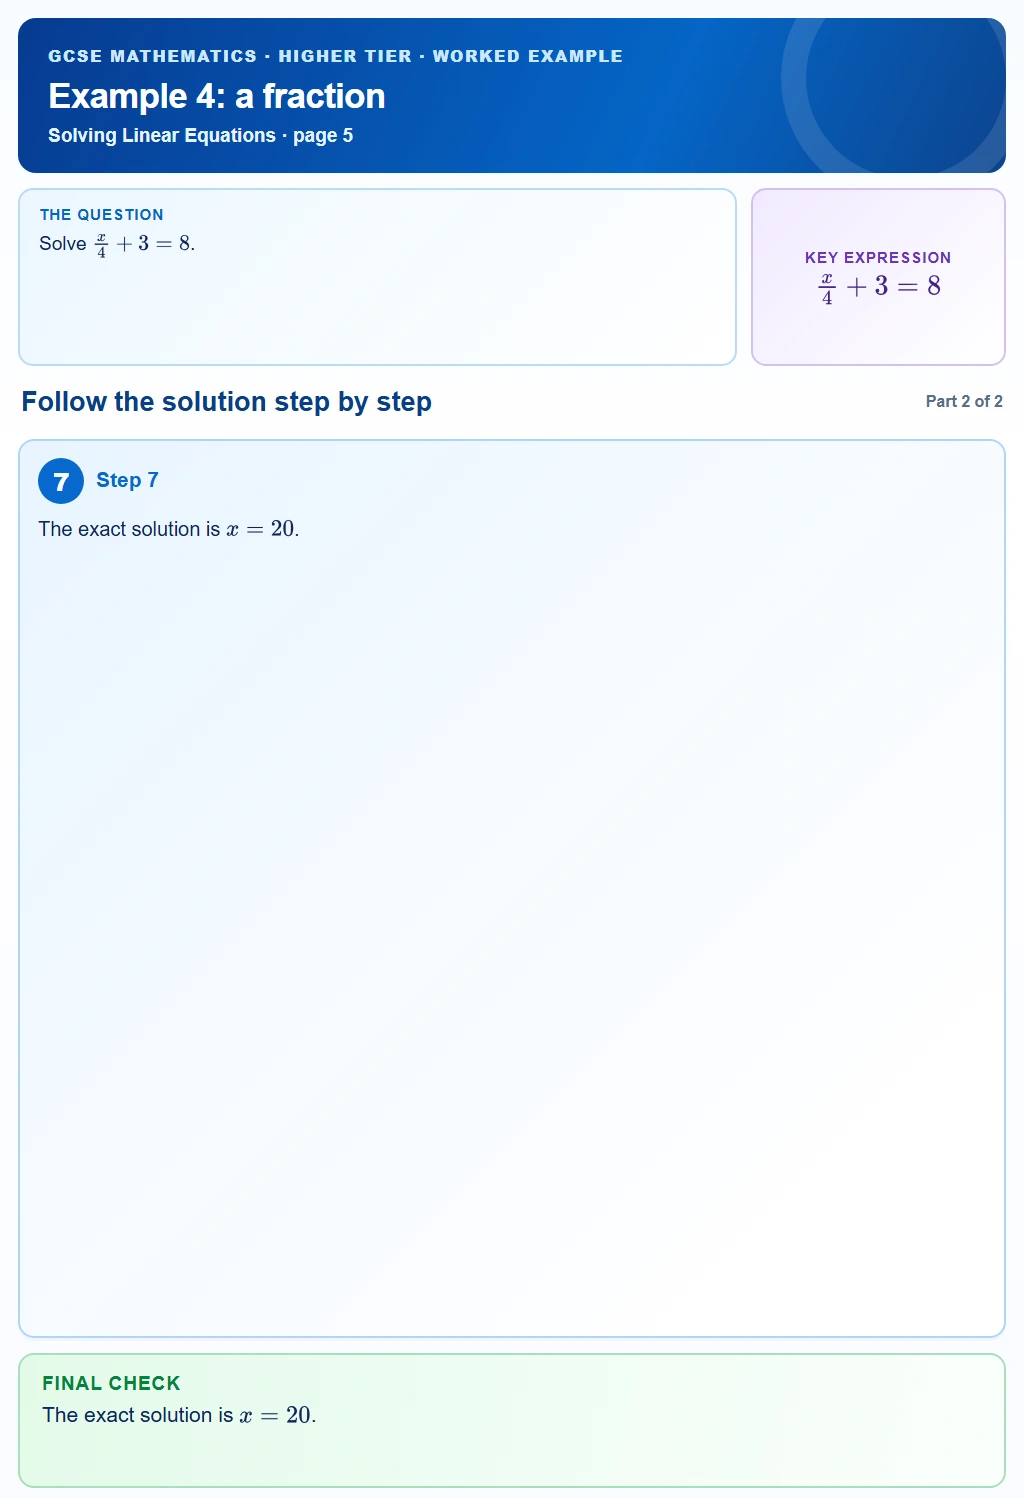 GCSE MATHEMATICS · HIGHER TIER · WORKED EXAMPLE
Example 4: a fraction
Solving Linear Equations · page 5
THE QUESTION
Solve x/4 + 3 = 8.
KEY EXPRESSION
x/4 + 3 = 8
Follow the solution step by step
Part 2 of 2
7 Step 7
The exact solution is x = 20.
FINAL CHECK
The exact solution is x = 20.